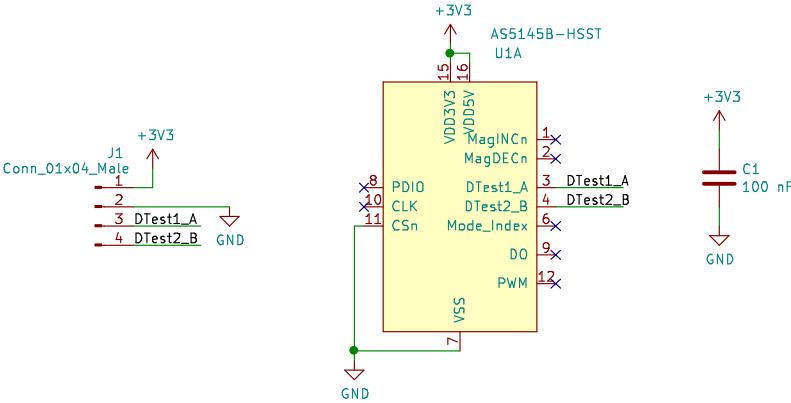 +3V3
AS5145B-HSST
U1A
15
16
VDD3V3
VDD5V
+3V3
J1
Conn_01x04_Male
1
2
3 DTest1_A
4 DTest2_B
GND
MagINCn 1
MagDECn 2
8 PDIO
DTest1_A 3 DTest1_A
10 CLK
DTest2_B 4 DTest2_B
11 CSn
Mode_Index 6
DO 9
PWM 12
VSS
7
GND
+3V3
C1
100 nF
GND